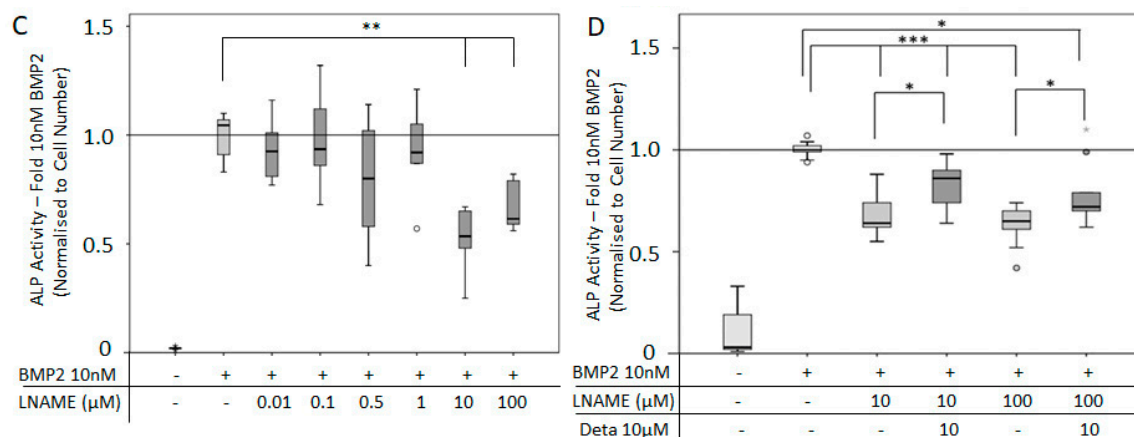 C
ALP Activity – Fold 10nM BMP2
(Normalised to Cell Number)
1.5
1.0
0.5
0
**
BMP2 10nM - + + + + + + +
LNAME (μM) - - 0.01 0.1 0.5 1 10 100
D
ALP Activity – Fold 10nM BMP2
(Normalised to Cell Number)
1.5
1.0
0.5
0
*
***
*
*
BMP2 10nM - + + + + +
LNAME (μM) - - 10 10 100 100
Deta 10μM - - - 10 - 10